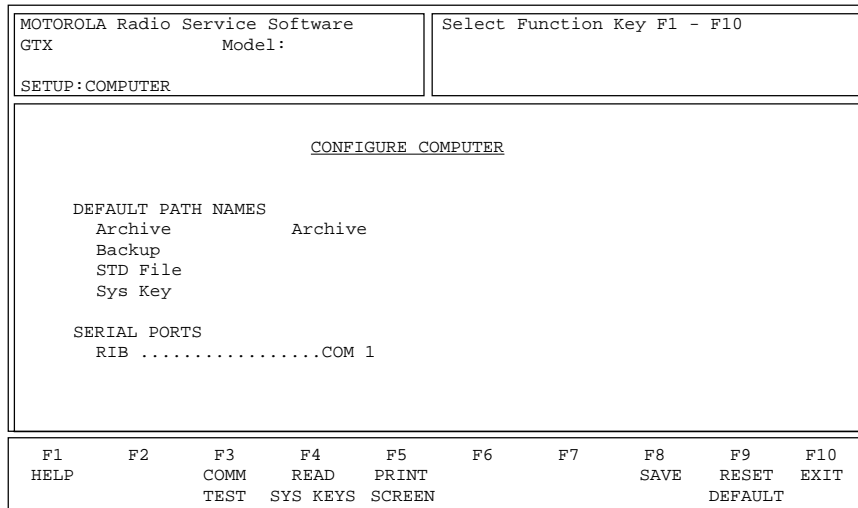 MOTOROLA Radio Service Software
GTX Model:
SETUP:COMPUTER
Select Function Key F1 - F10
CONFIGURE COMPUTER
DEFAULT PATH NAMES
Archive Archive
Backup
STD File
Sys Key
SERIAL PORTS
RIB .................COM 1
F1 F2 F3 F4 F5 F6 F7 F8 F9 F10
HELP COMM READ PRINT SAVE RESET EXIT
TEST SYS KEYS SCREEN DEFAULT